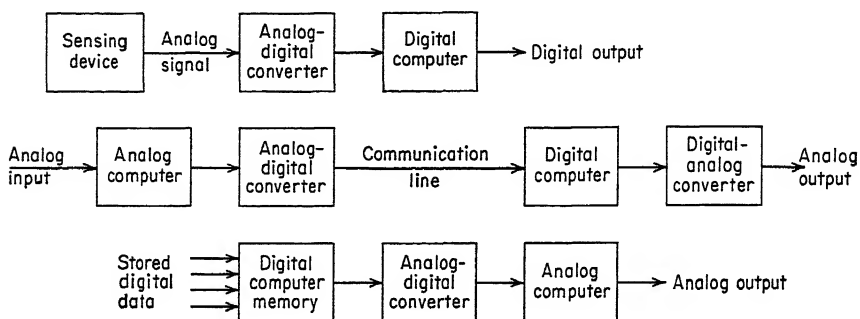 Sensing
device
Analog
signal
Analog-
digital
converter
Digital
computer
Digital output
Analog
input
Analog
computer
Analog-
digital
converter
Communication
line
Digital
computer
Digital-
analog
converter
Analog
output
Stored
digital
data
Digital
computer
memory
Analog-
digital
converter
Analog
computer
Analog output